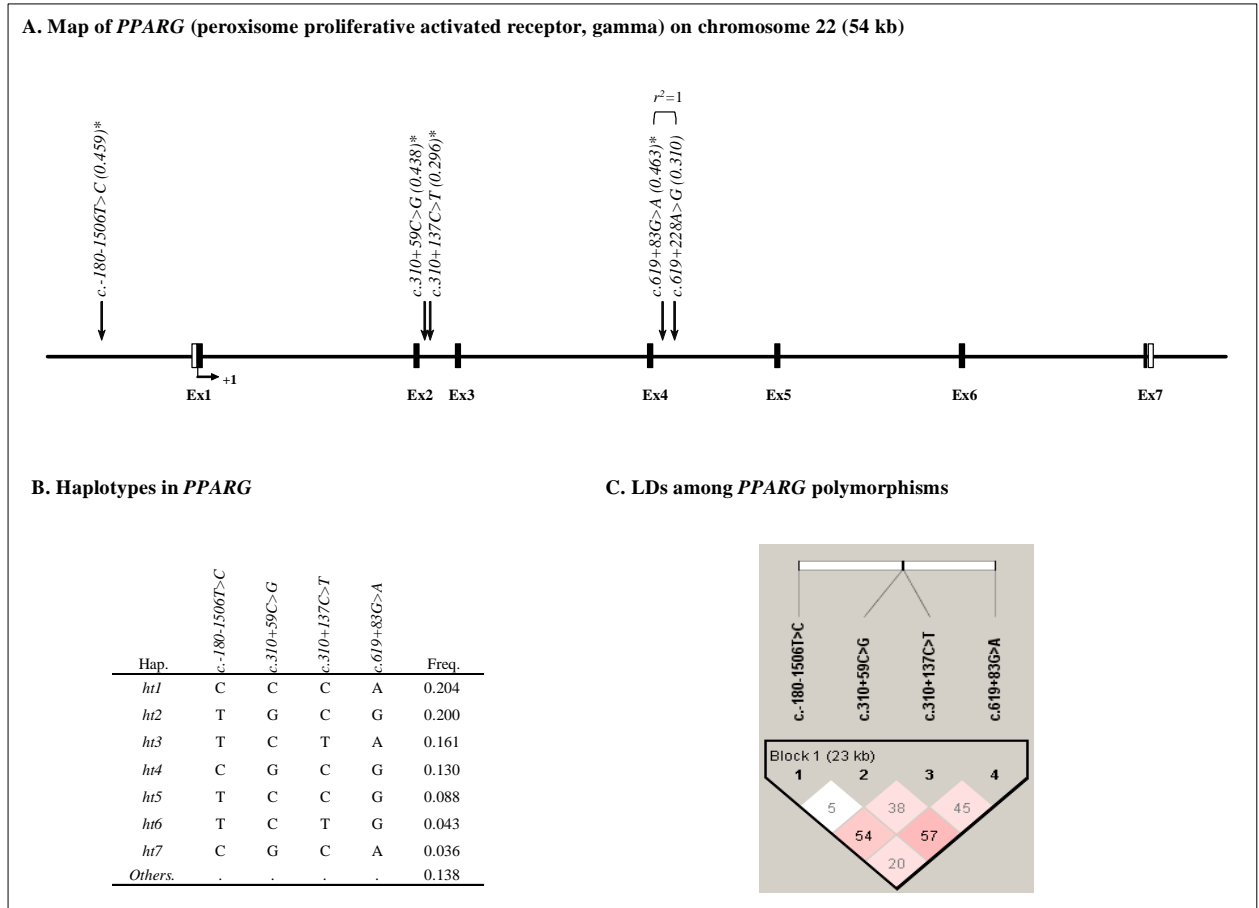 A. Map of PPARG (peroxisome proliferative activated receptor, gamma) on chromosome 22 (54 kb)
r²=1
c.-180-1506T>C (0.459)*
c.310+59C>G (0.438)*
c.310+137C>T (0.296)*
c.619+83G>A (0.463)*
c.619+228A>G (0.310)
+1
Ex1 Ex2 Ex3 Ex4 Ex5 Ex6 Ex7
B. Haplotypes in PPARG
Hap. c.-180-1506T>C c.310+59C>G c.310+137C>T c.619+83G>A Freq.
ht1 C C C A 0.204
ht2 T G C G 0.200
ht3 T C T A 0.161
ht4 C G C G 0.130
ht5 T C C G 0.088
ht6 T C T G 0.043
ht7 C G C A 0.036
Others. . . . . 0.138
C. LDs among PPARG polymorphisms
c.-180-1506T>C
c.310+59C>G
c.310+137C>T
c.619+83G>A
Block 1 (23 kb)
1 2 3 4
5 38 45
54 57
20